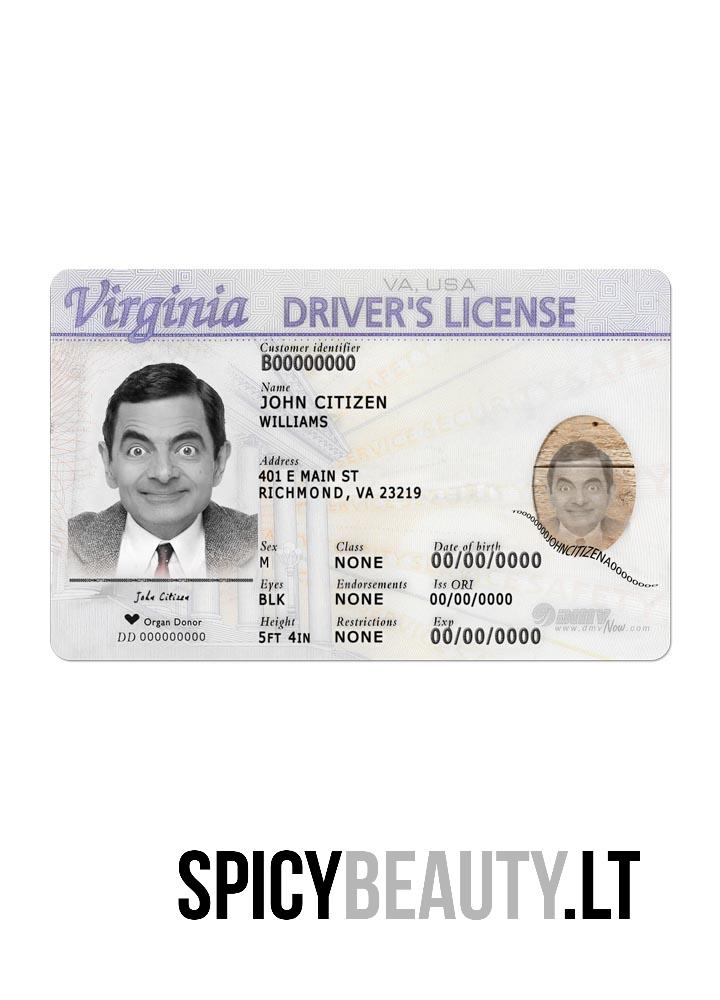 Virginia
VA, USA
DRIVER'S LICENSE
Customer identifier
B00000000
Name
JOHN CITIZEN
WILLIAMS
Address
401 E MAIN ST
RICHMOND, VA 23219
Sex Class Date of birth
M NONE 00/00/0000
Eyes Endorsements Iss ORI
BLK NONE 00/00/0000
Height Restrictions Exp
5FT 4IN NONE 00/00/0000
John Citizen
Organ Donor
DD 000000000
JOHNCITIZENA
DMV
www.dmvNow.com
SPICYBEAUTY.LT